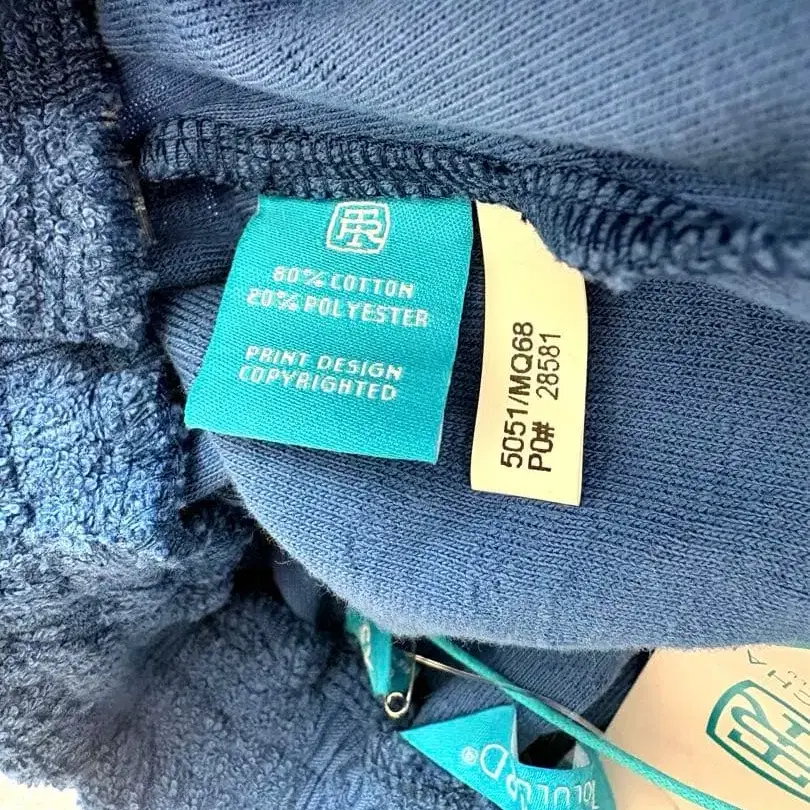 80% COTTON
20% POLYESTER
PRINT DESIGN
COPYRIGHTED
5051/MQ68
PO# 28581